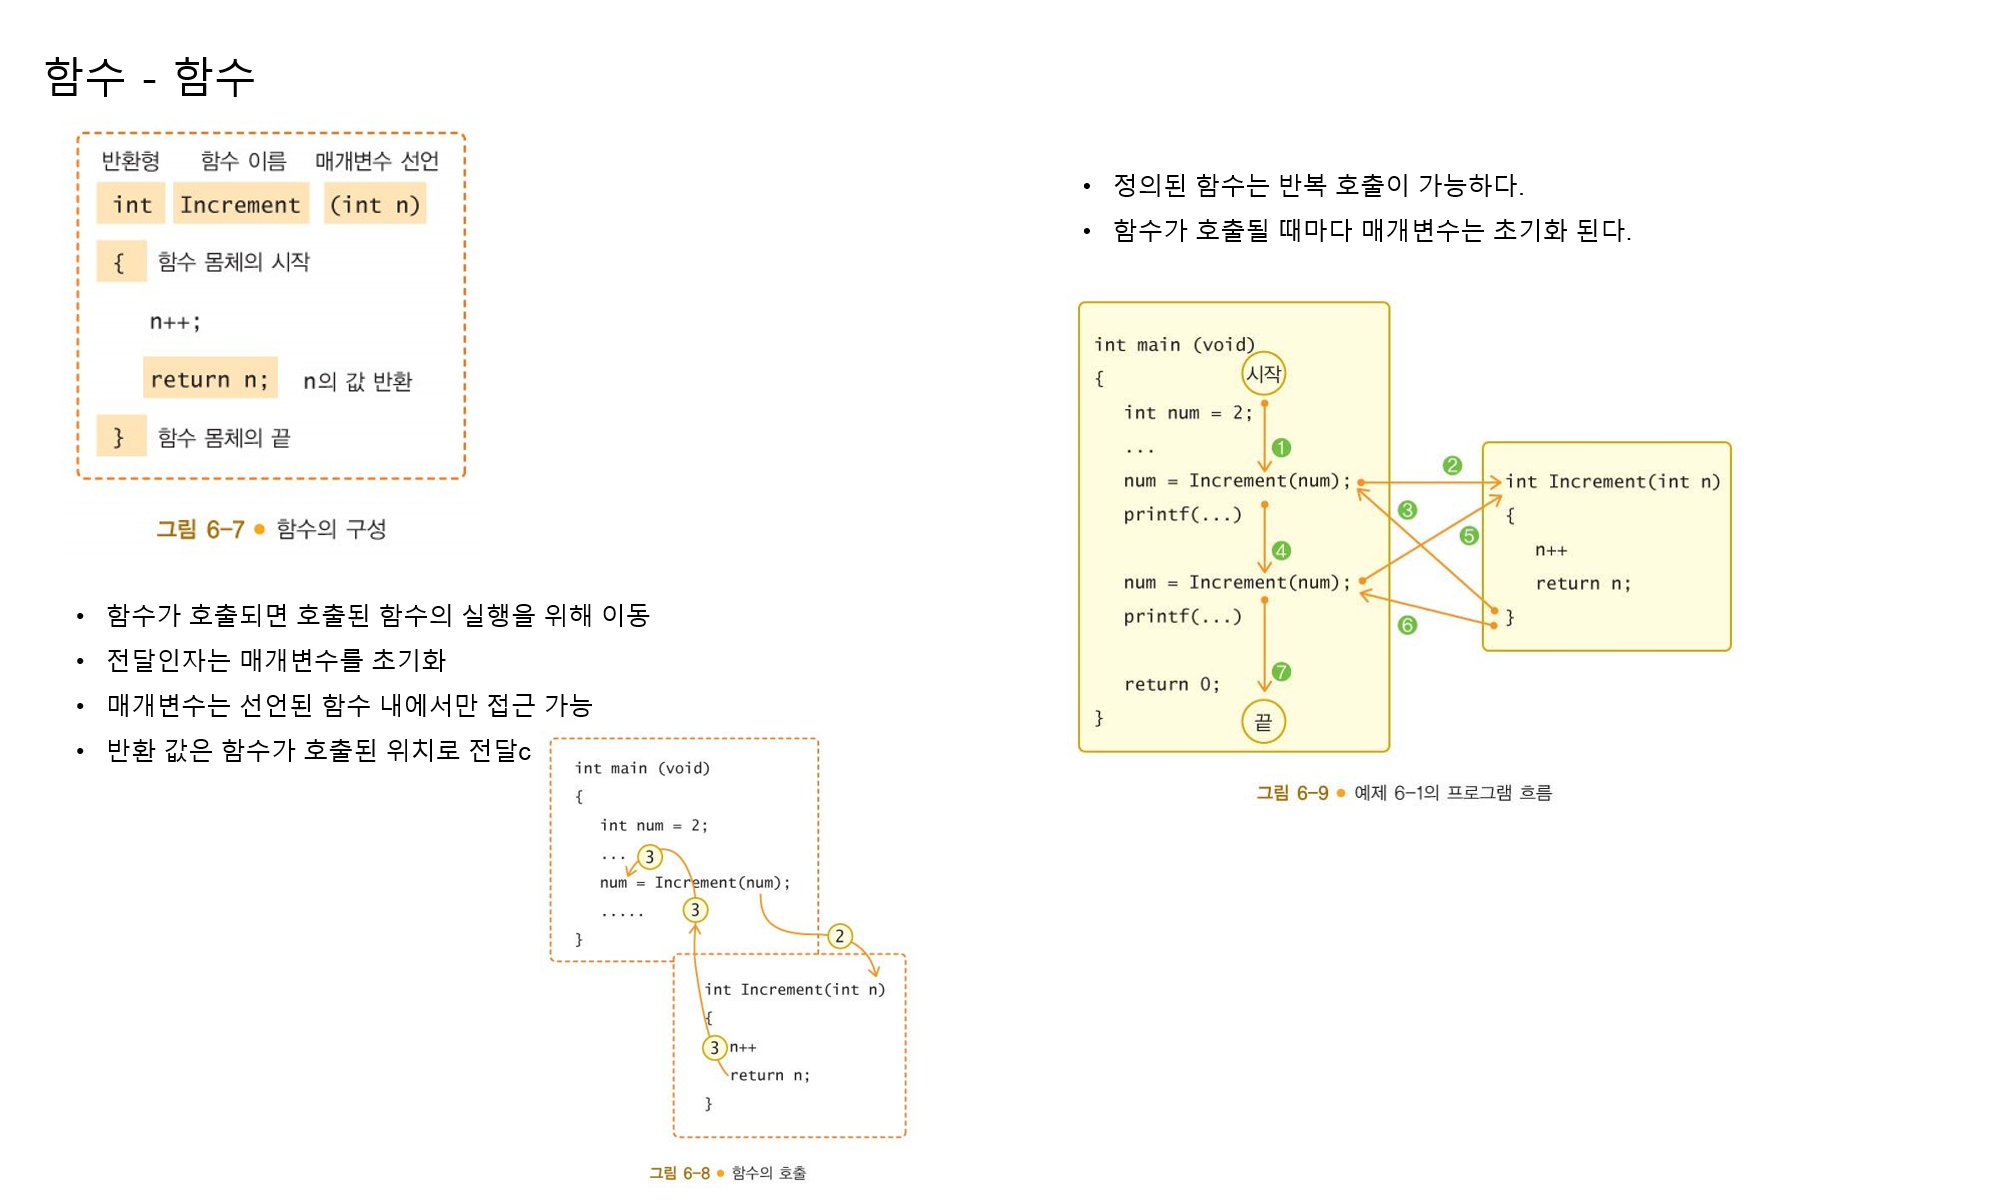 함수 - 함수
반환형 함수 이름 매개변수 선언
int Increment (int n)
{ 함수 몸체의 시작
n++;
return n; n의 값 반환
} 함수 몸체의 끝
그림 6-7 ● 함수의 구성
• 함수가 호출되면 호출된 함수의 실행을 위해 이동
• 전달인자는 매개변수를 초기화
• 매개변수는 선언된 함수 내에서만 접근 가능
• 반환 값은 함수가 호출된 위치로 전달c
int main (void)
{
int num = 2;
... 3
num = Increment(num);
..... 3
}
2
int Increment(int n)
{
3 n++
return n;
}
그림 6-8 ● 함수의 호출
• 정의된 함수는 반복 호출이 가능하다.
• 함수가 호출될 때마다 매개변수는 초기화 된다.
int main (void)
{ 시작
int num = 2;
... 1
num = Increment(num);
printf(...)
4
num = Increment(num);
printf(...)
7
return 0;
} 끝
2
3
5
6
int Increment(int n)
{
n++
return n;
}
그림 6-9 ● 예제 6-1의 프로그램 흐름